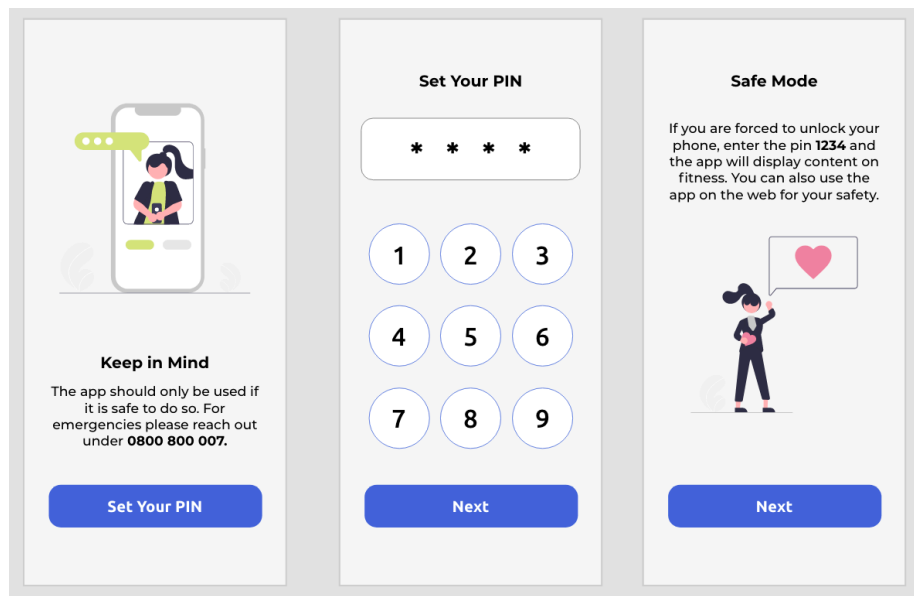 Keep in Mind
The app should only be used if
it is safe to do so. For
emergencies please reach out
under 0800 800 007.
Set Your PIN
Set Your PIN
* * * *
1 2 3
4 5 6
7 8 9
Next
Safe Mode
If you are forced to unlock your
phone, enter the pin 1234 and
the app will display content on
fitness. You can also use the
app on the web for your safety.
Next